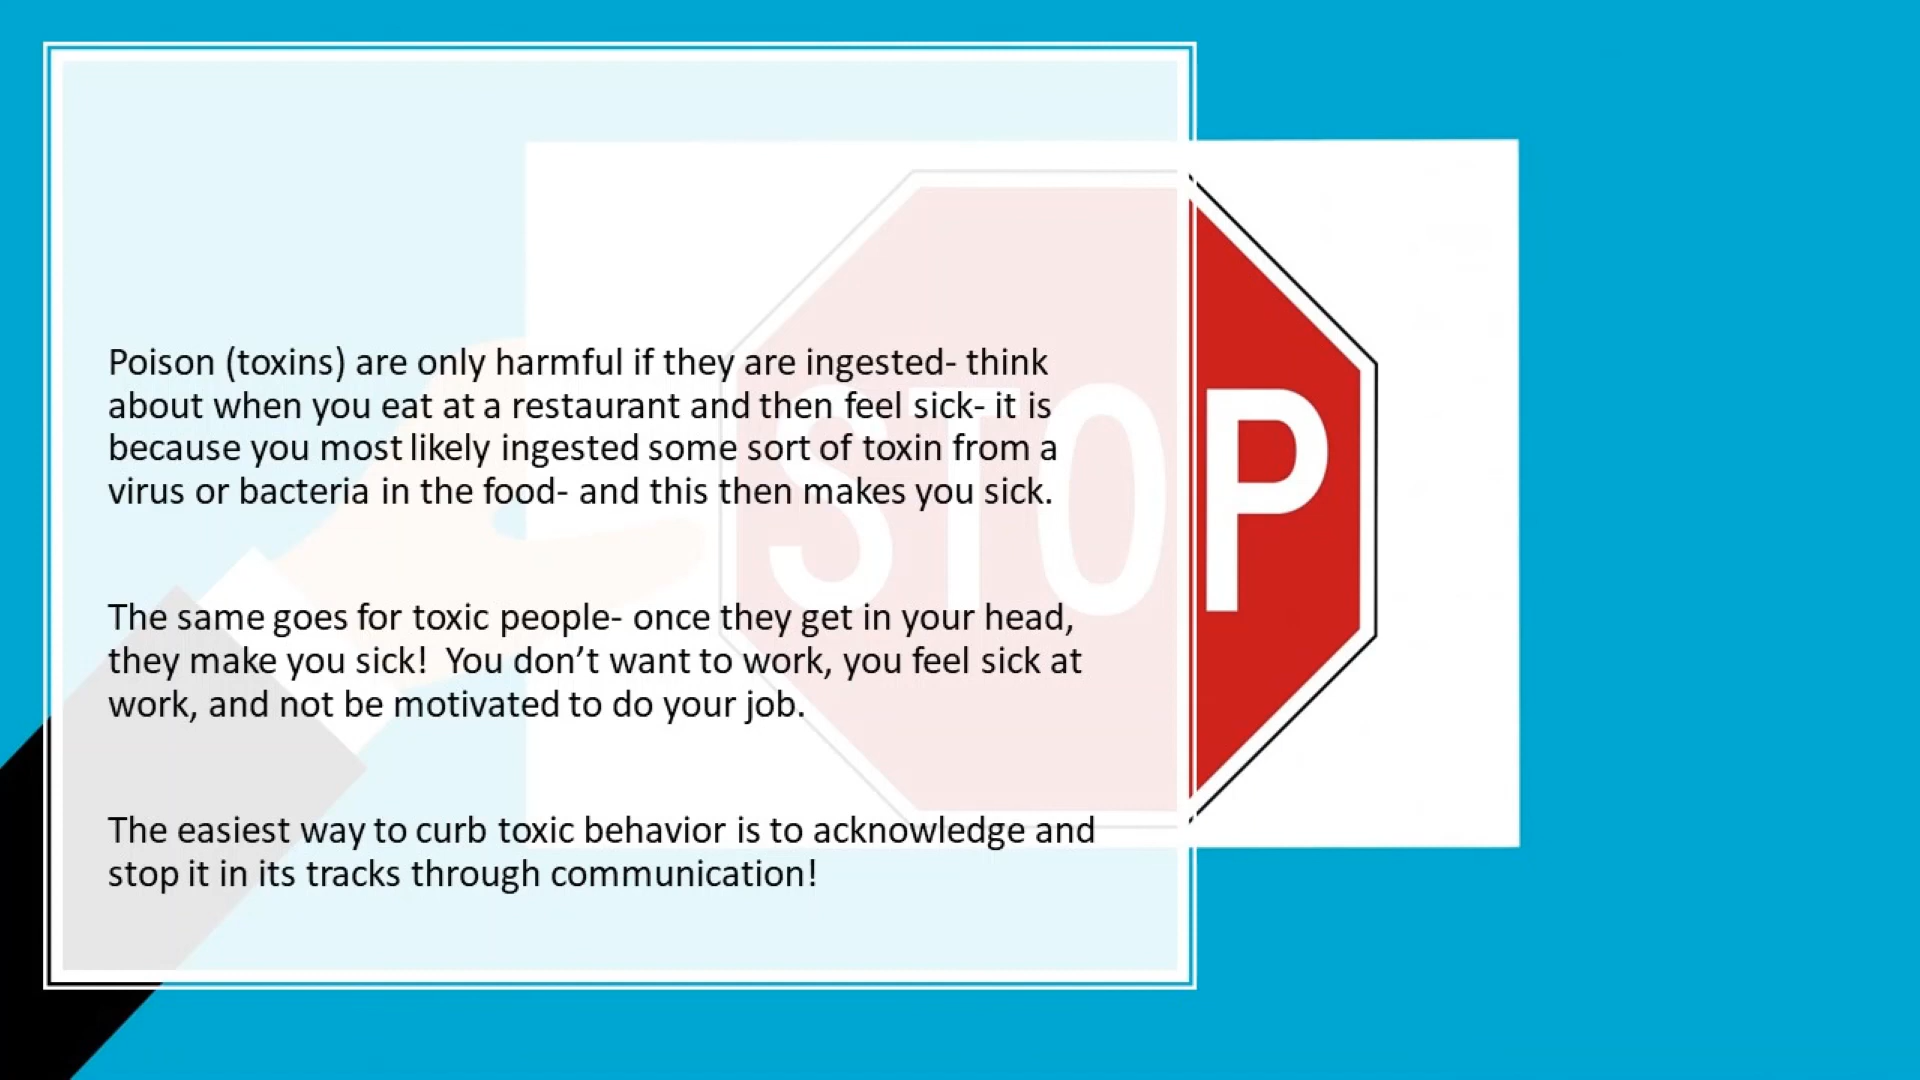 Poison (toxins) are only harmful if they are ingested- think
about when you eat at a restaurant and then feel sick- it is
because you most likely ingested some sort of toxin from a
virus or bacteria in the food- and this then makes you sick.
The same goes for toxic people- once they get in your head,
they make you sick!  You don’t want to work, you feel sick at
work, and not be motivated to do your job.
The easiest way to curb toxic behavior is to acknowledge and
stop it in its tracks through communication!
STOP